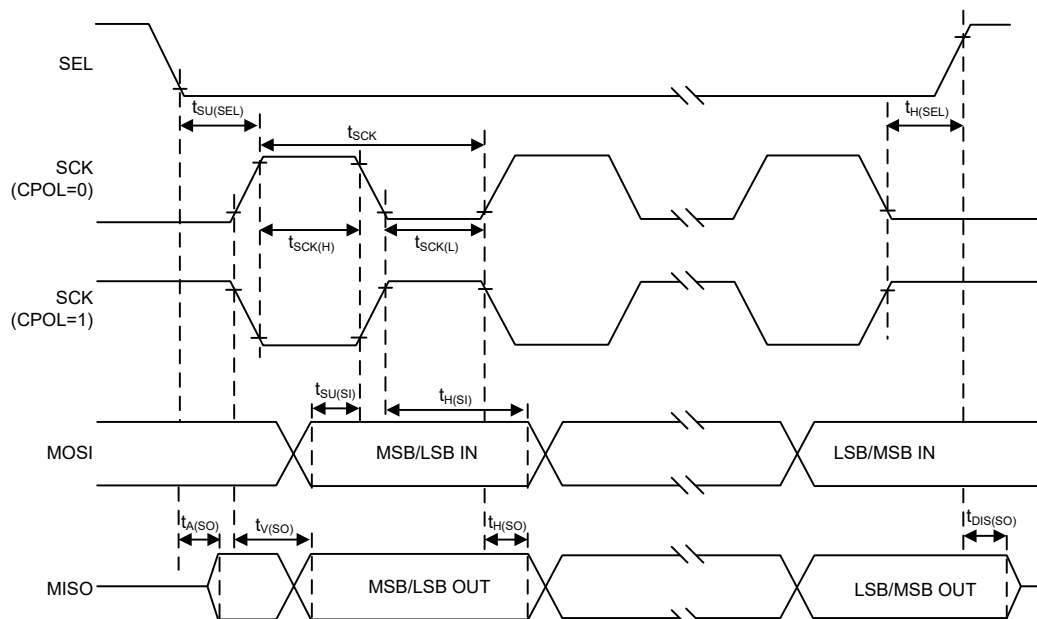 SEL
tSU(SEL)
tH(SEL)
tSCK
SCK
(CPOL=0)
tSCK(H)
tSCK(L)
SCK
(CPOL=1)
tSU(SI)
tH(SI)
MOSI
MSB/LSB IN
LSB/MSB IN
tA(SO)
tV(SO)
tH(SO)
tDIS(SO)
MISO
MSB/LSB OUT
LSB/MSB OUT